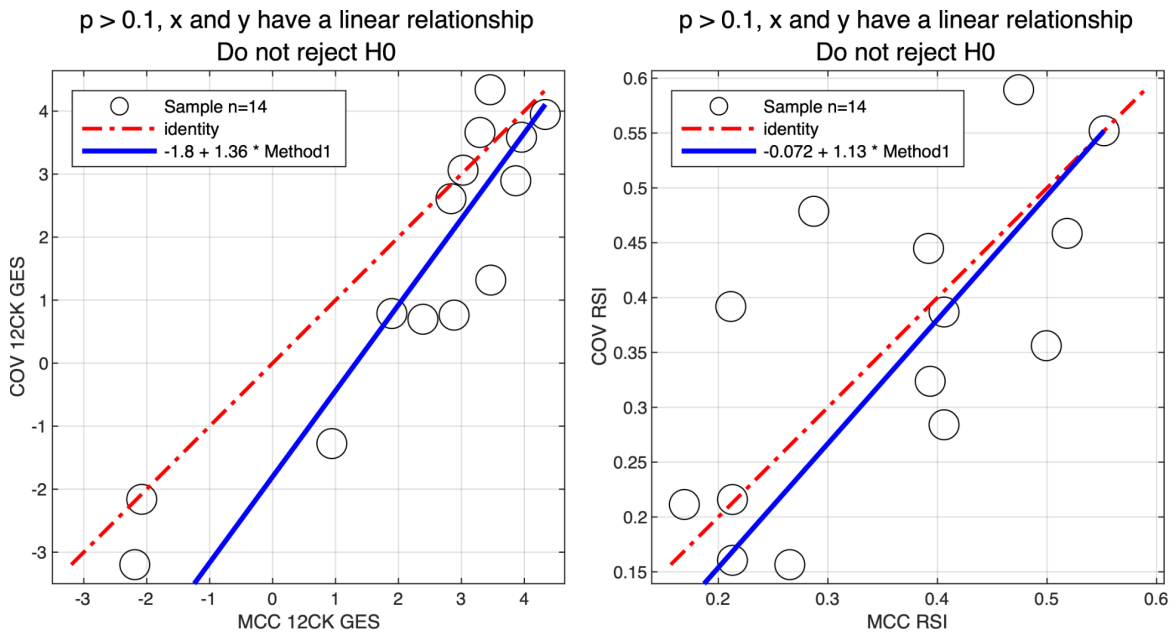 p > 0.1, x and y have a linear relationship
Do not reject H0
Sample n=14
identity
-1.8 + 1.36 * Method1
COV 12CK GES
4
3
2
1
0
-1
-2
-3
-3
-2
-1
0
1
2
3
4
MCC 12CK GES
p > 0.1, x and y have a linear relationship
Do not reject H0
Sample n=14
identity
-0.072 + 1.13 * Method1
COV RSI
0.6
0.55
0.5
0.45
0.4
0.35
0.3
0.25
0.2
0.15
0.2
0.3
0.4
0.5
0.6
MCC RSI